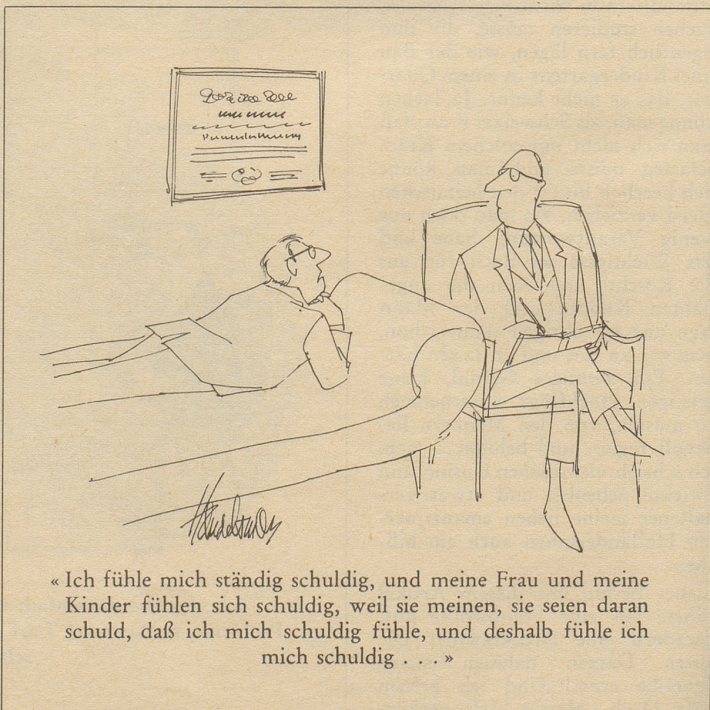 Handelsman
«Ich fühle mich ständig schuldig, und meine Frau und meine
Kinder fühlen sich schuldig, weil sie meinen, sie seien daran
schuld, daß ich mich schuldig fühle, und deshalb fühle ich
mich schuldig . . .»